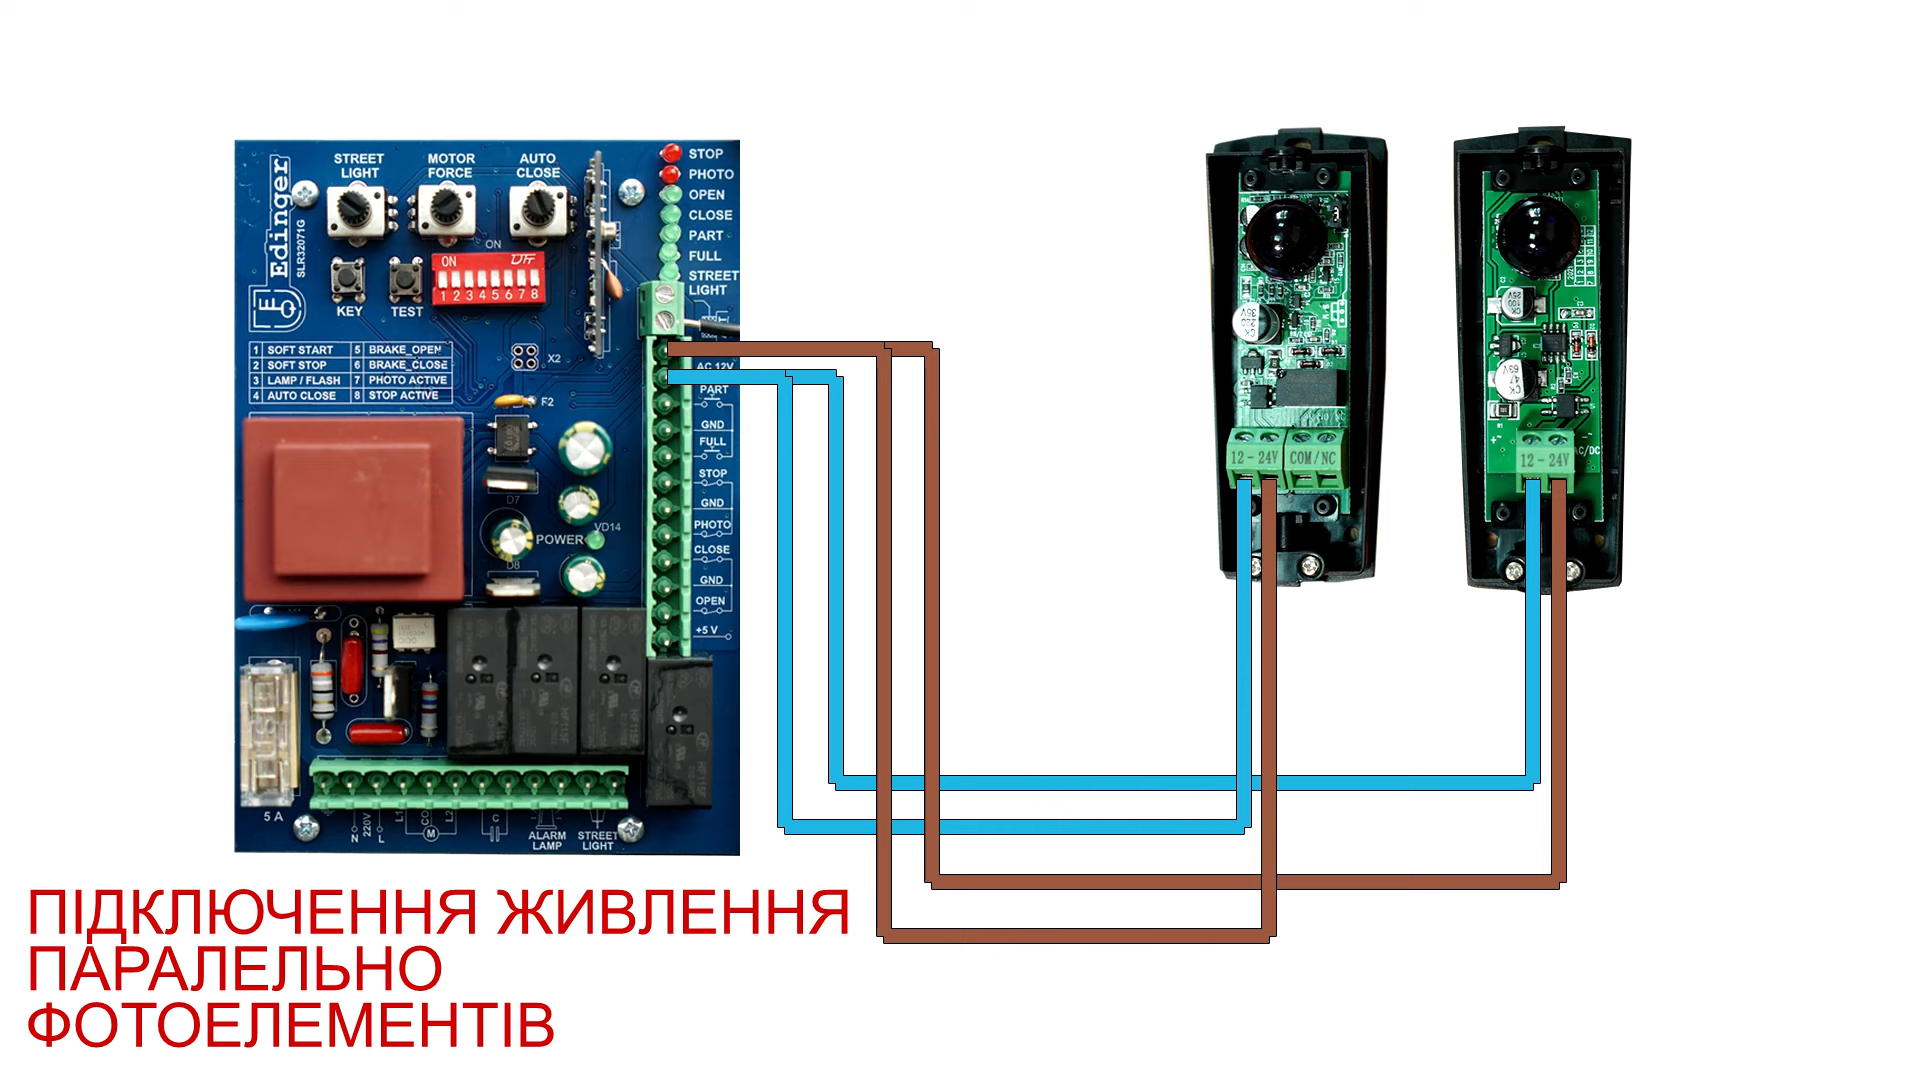 STREET LIGHT
MOTOR FORCE
AUTO CLOSE
STOP
PHOTO
OPEN
CLOSE
PART
FULL
STREET LIGHT
Edinger
SLR32071G
ON
ON
1 2 3 4 5 6 7 8
KEY
TEST
1 SOFT START 5 BRAKE_OPEN
2 SOFT STOP 6 BRAKE_CLOSE
3 LAMP / FLASH 7 PHOTO ACTIVE
4 AUTO CLOSE 8 STOP ACTIVE
X2
F2
D7
VD14
POWER
D8
AC 12V
PART
GND
FULL
STOP
GND
PHOTO
CLOSE
GND
OPEN
+5 V
5 A
N
220V
L
M
C
ALARM LAMP
STREET LIGHT
12 - 24V
COM/NC
12 - 24V
AC/DC
ПІДКЛЮЧЕННЯ ЖИВЛЕННЯ
ПАРАЛЕЛЬНО
ФОТОЕЛЕМЕНТІВ